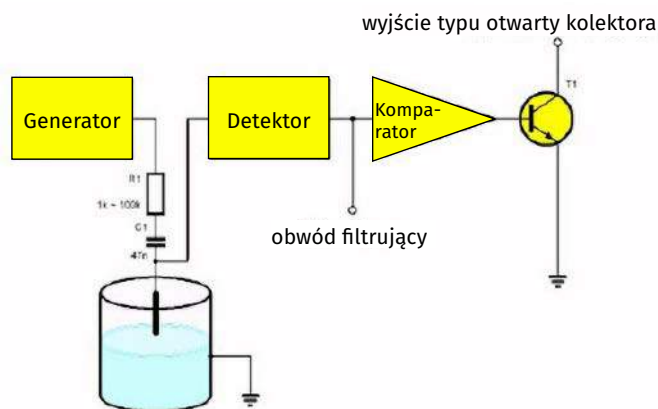 wyjście typu otwarty kolektora
T1
Generator
Detektor
Kompa-
rator
R1
1k ~ 100k
C1
47n
obwód filtrujący